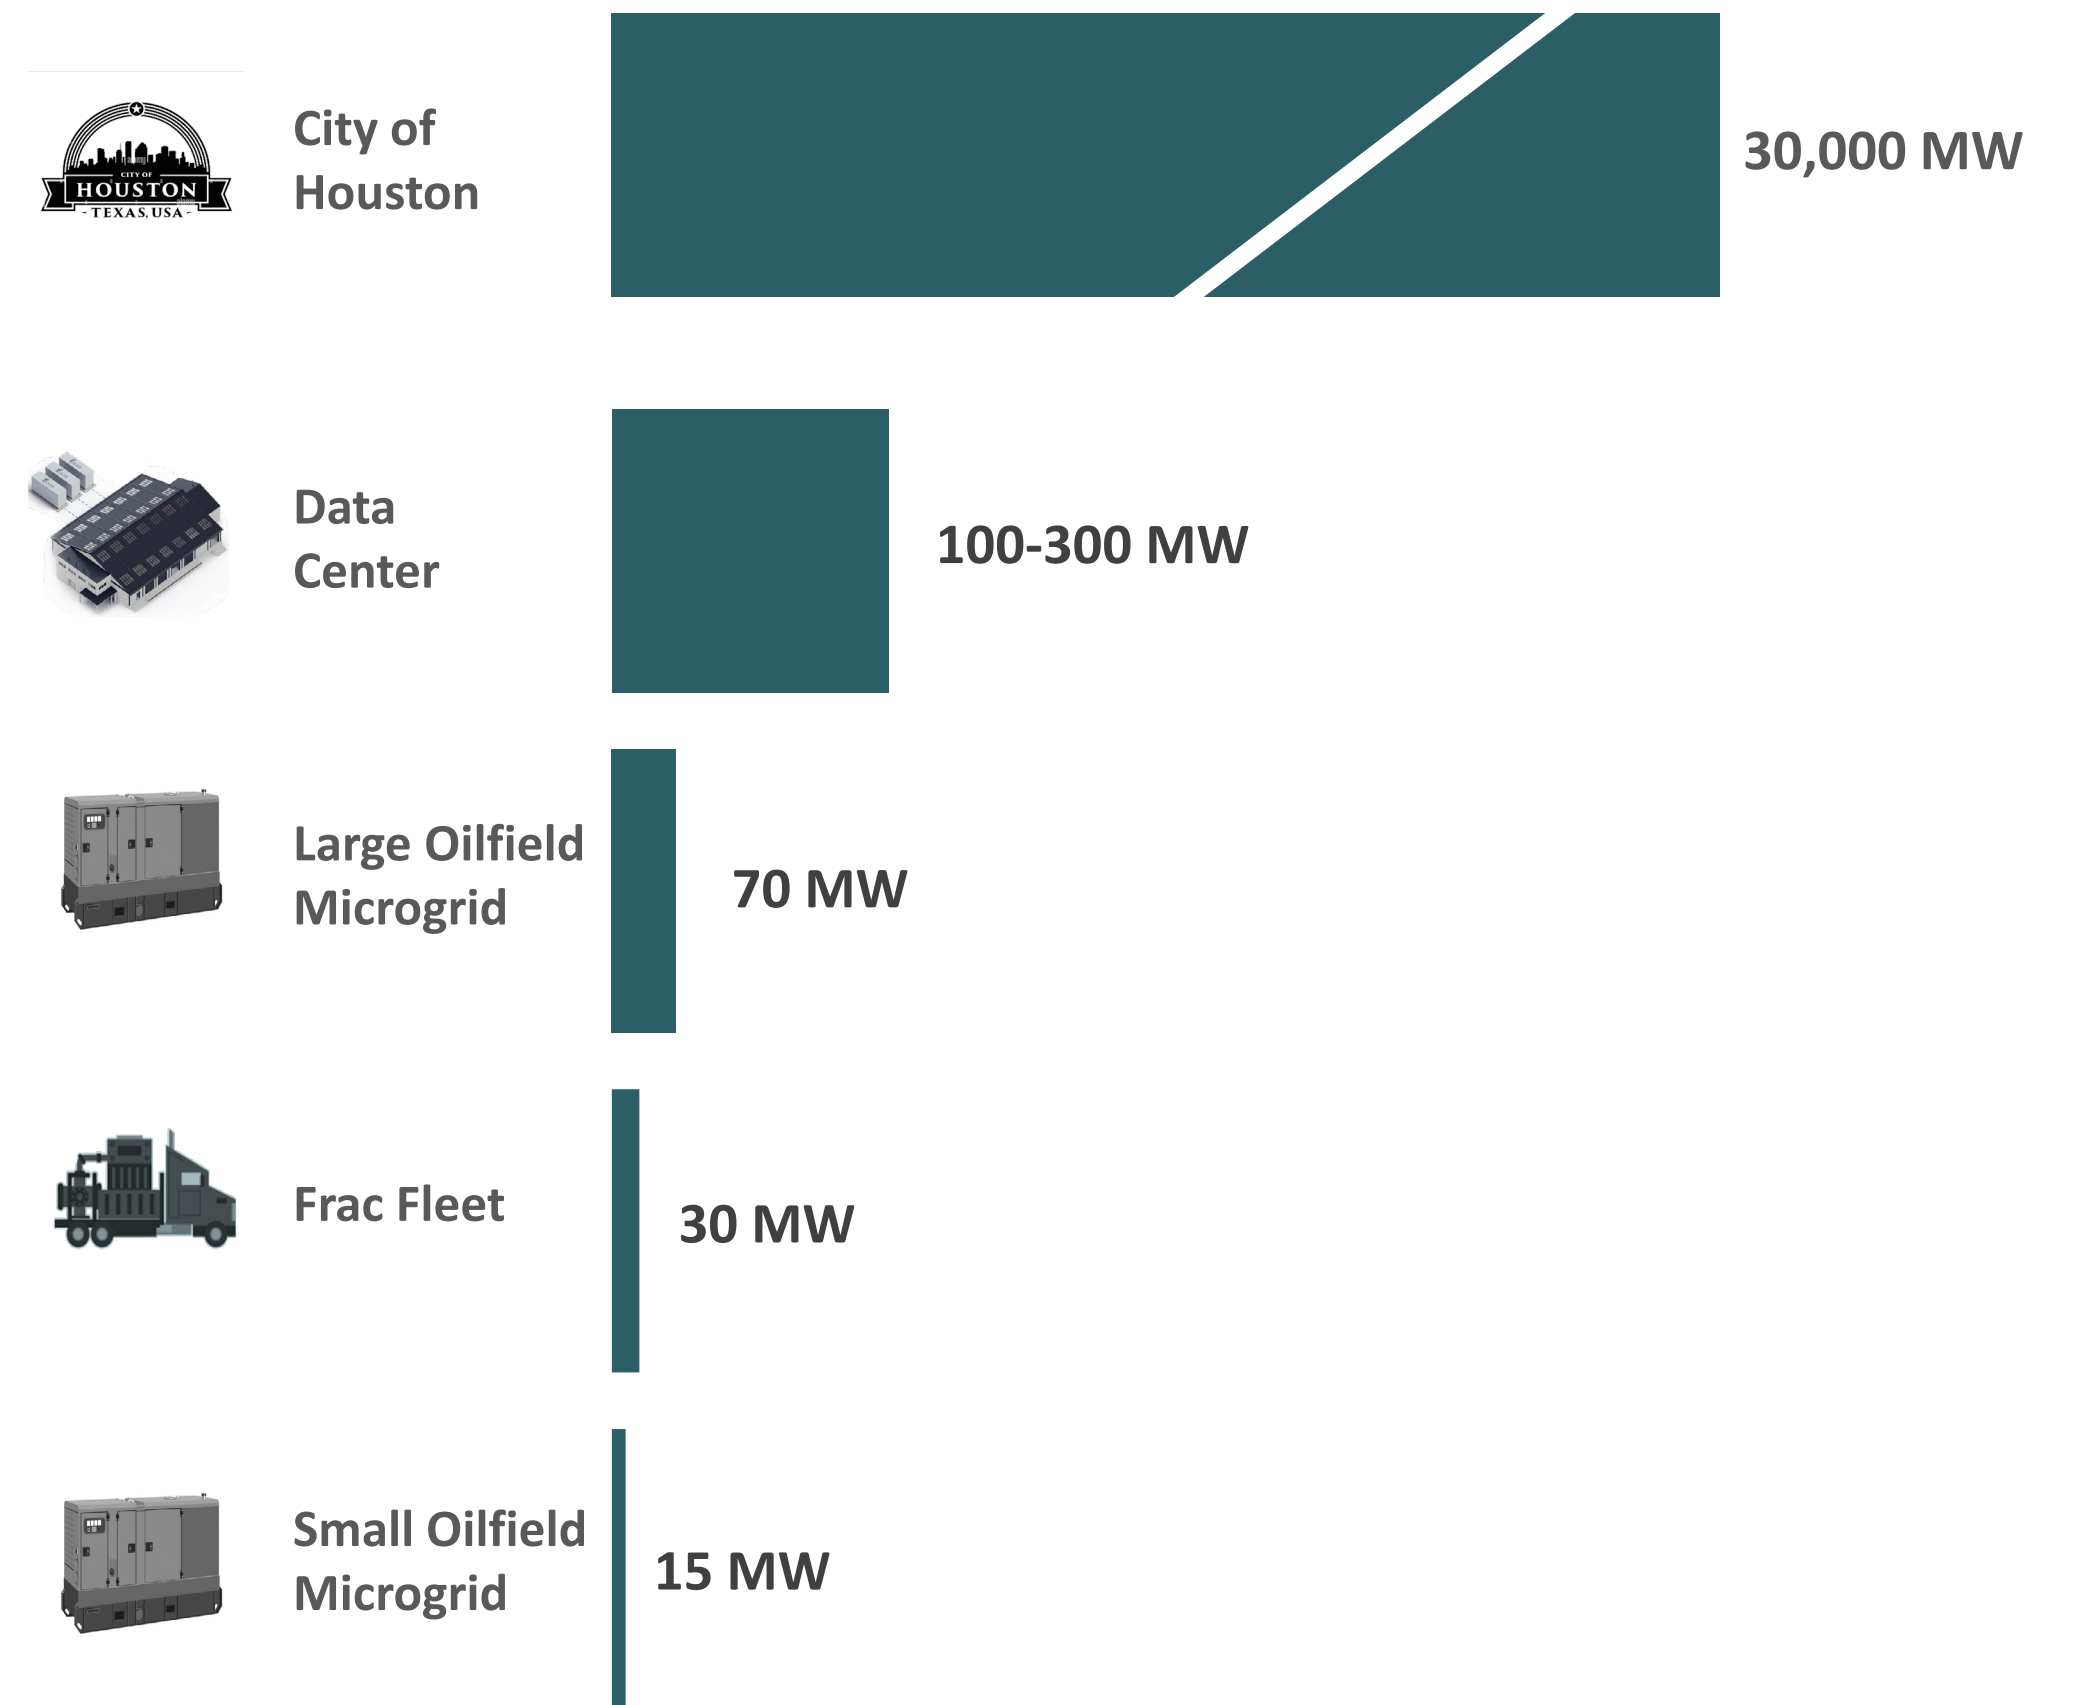 CITY OF
HOUSTON
- TEXAS, USA -
City of
Houston
30,000 MW
Data
Center
100-300 MW
Large Oilfield
Microgrid
70 MW
Frac Fleet
30 MW
Small Oilfield
Microgrid
15 MW